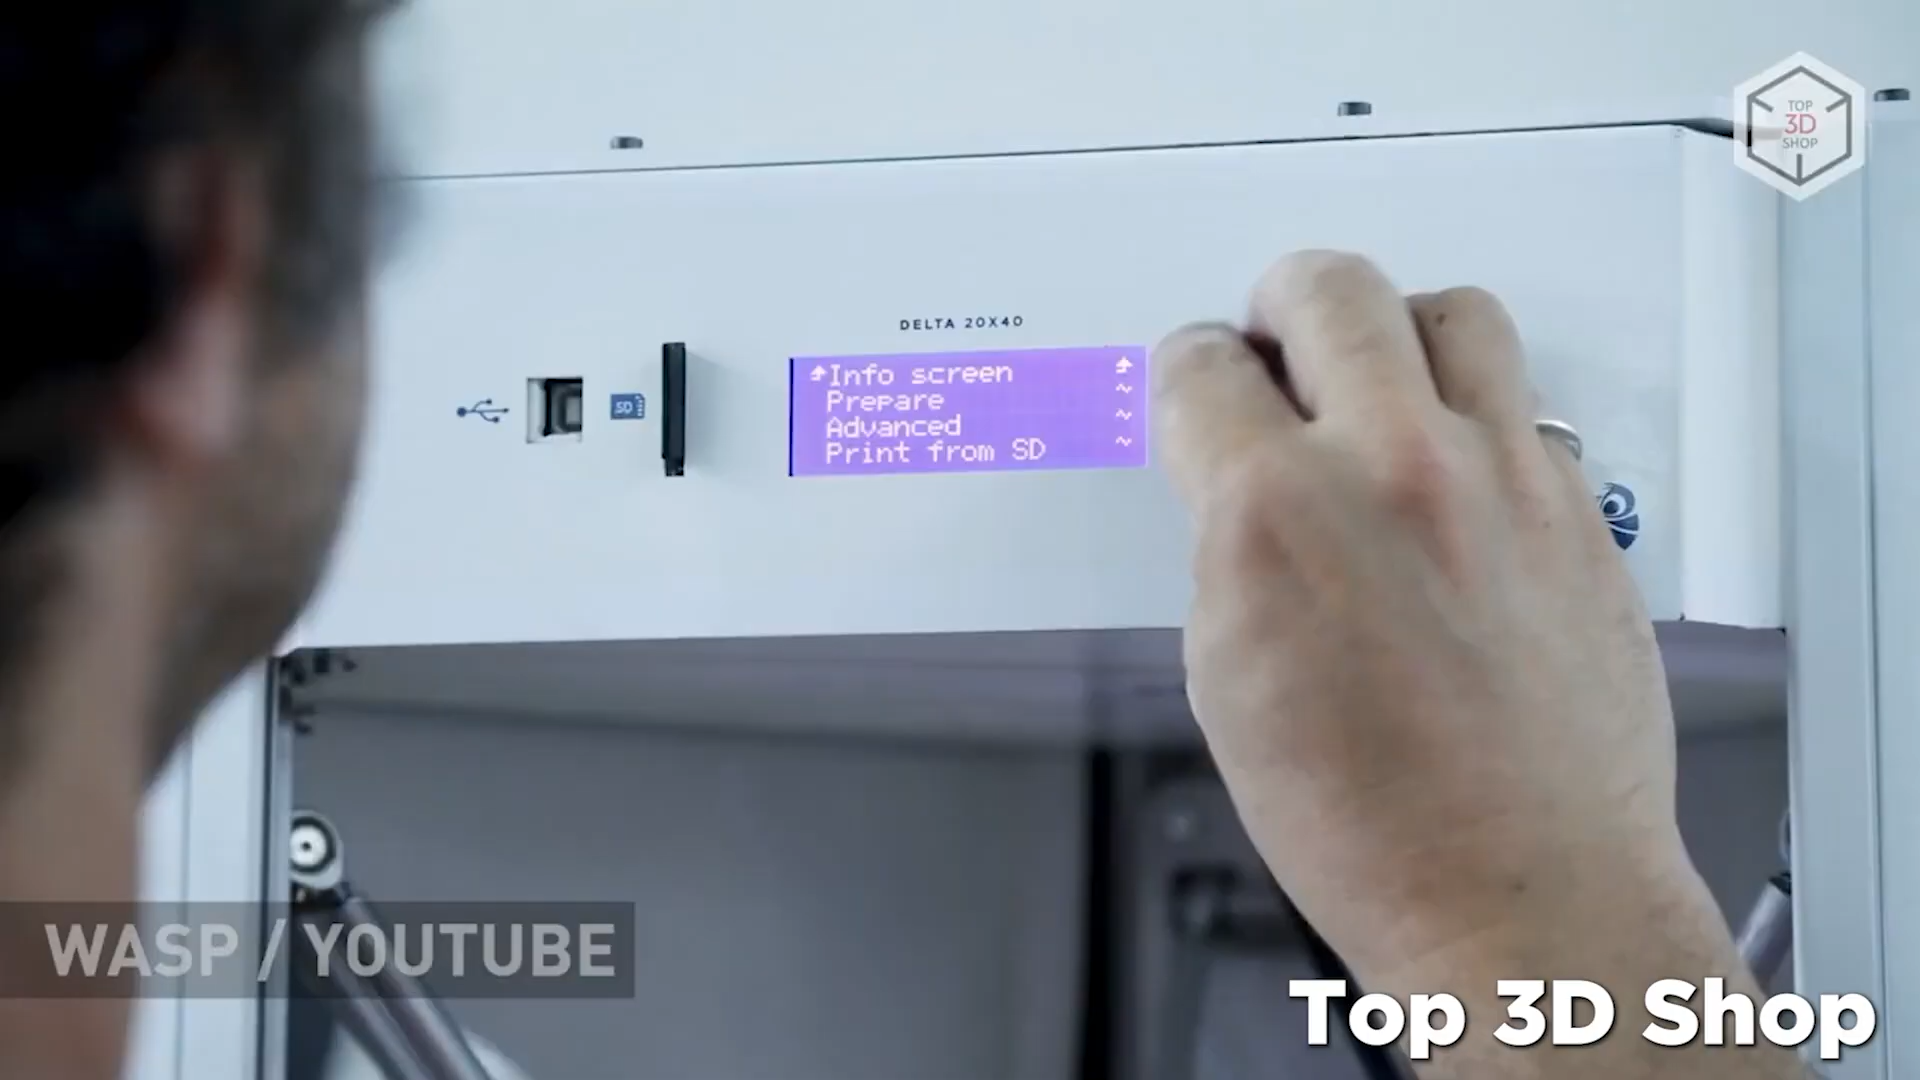 TOP
3D
SHOP
DELTA 20X40
Info screen
Prepare
Advanced
Print from SD
SD
WASP / YOUTUBE
Top 3D Shop